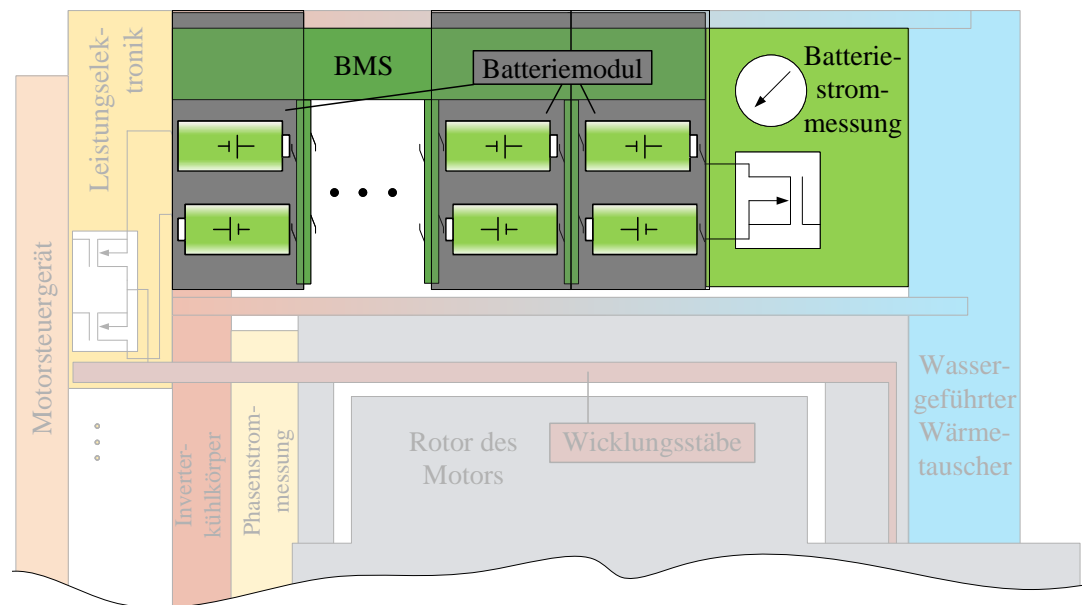 Leistungselek-
tronik
BMS
Batteriemodul
Batterie-
strom-
messung
Motorsteuergerät
Inverter-
kühlkörper
Phasenstrom-
messung
Rotor des
Motors
Wicklungsstäbe
Wasser-
geführter
Wärme-
tauscher